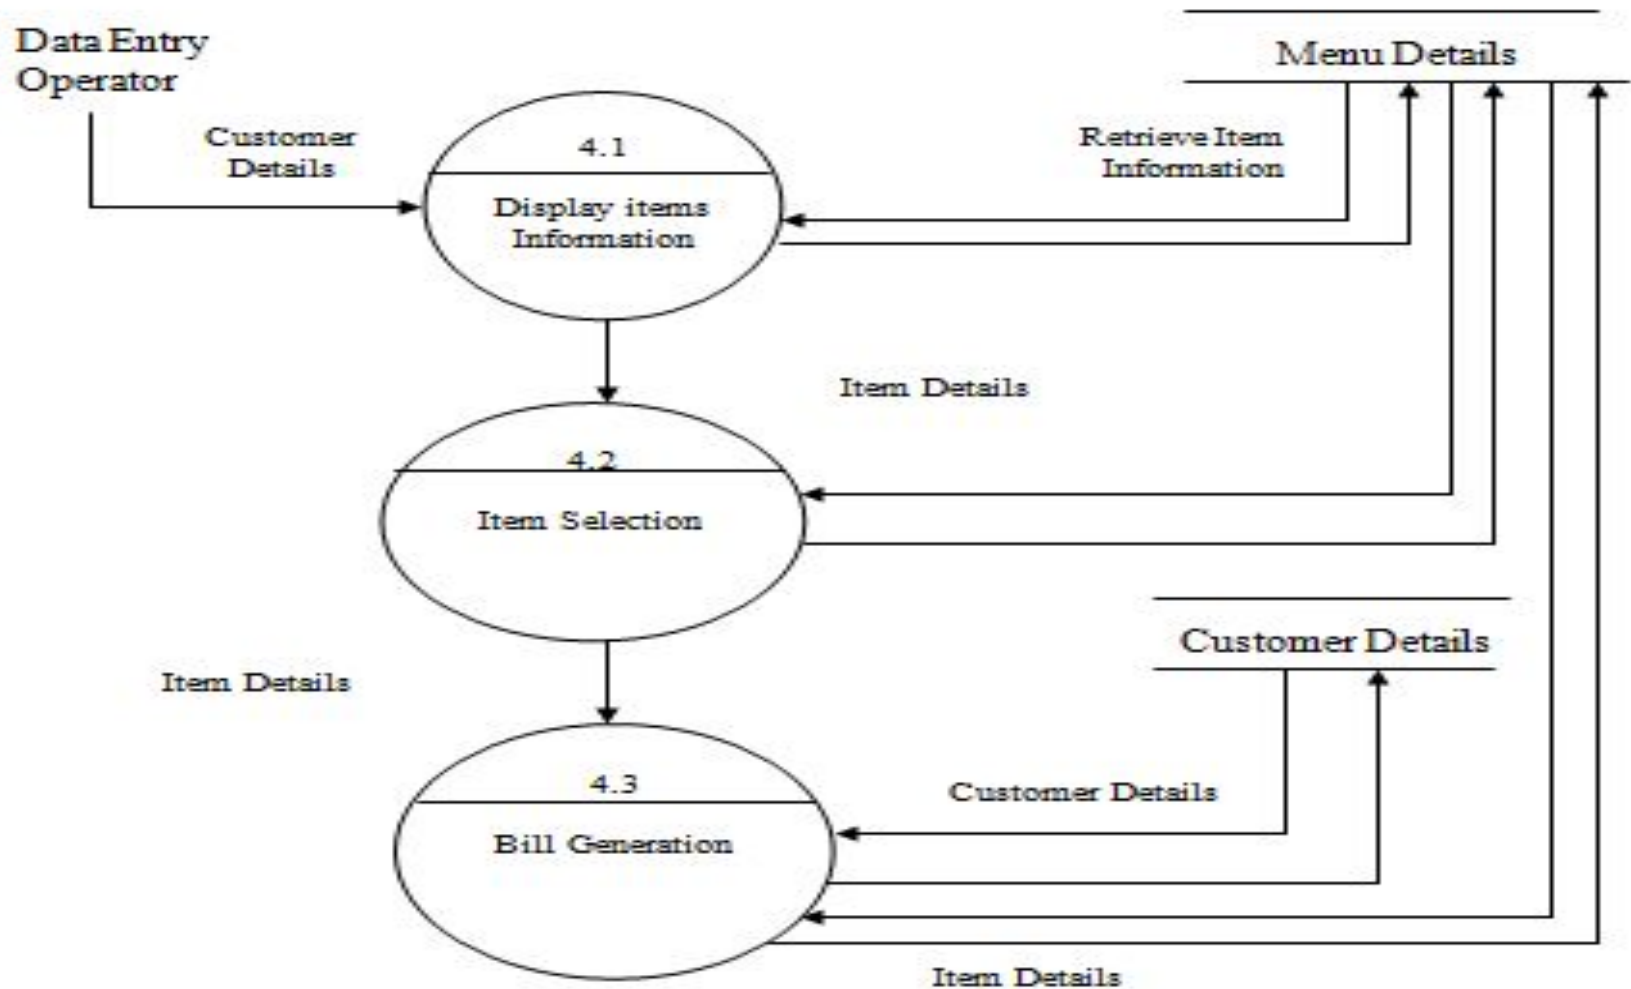 Data Entry
Operator
Menu Details
Customer
Details
4.1
Display items
Information
Retrieve Item
Information
Item Details
4.2
Item Selection
Customer Details
Item Details
4.3
Bill Generation
Customer Details
Item Details